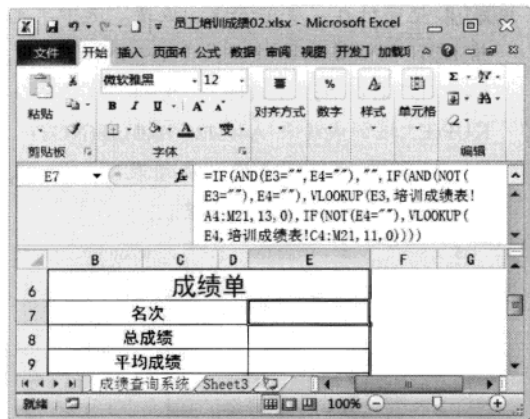 员工培训成绩02.xlsx - Microsoft Excel
文件 开始 插入 页面布 公式 数据 审阅 视图 开发工 加载项
微软雅黑 12
粘贴 B I U A A 对齐方式 数字 样式 单元格
剪贴板 字体 编辑
E7 fx =IF(AND(E3="",E4=""),"",IF(AND(NOT(
E3=""),E4=""),VLOOKUP(E3,培训成绩表!
A4:M21,13,0),IF(NOT(E4=""),VLOOKUP(
E4,培训成绩表!C4:M21,11,0))))
B C D E F G
6 成绩单
7 名次
8 总成绩
9 平均成绩
成绩查询系统 Sheet3
就绪 100%